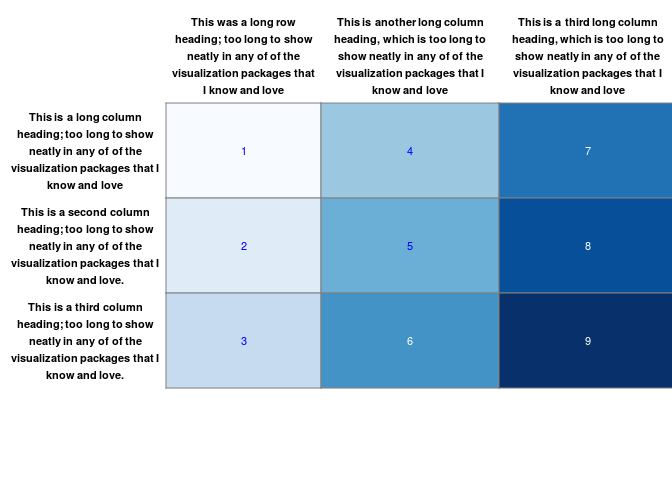 This was a long row
heading; too long to show
neatly in any of of the
visualization packages that
I know and love
This is another long column
heading, which is too long to
show neatly in any of of the
visualization packages that I
know and love
This is a third long column
heading, which is too long to
show neatly in any of of the
visualization packages that I
know and love
This is a long column
heading; too long to show
neatly in any of of the
visualization packages that I
know and love
1
4
7
This is a second column
heading; too long to show
neatly in any of of the
visualization packages that I
know and love.
2
5
8
This is a third column
heading; too long to show
neatly in any of of the
visualization packages that I
know and love.
3
6
9